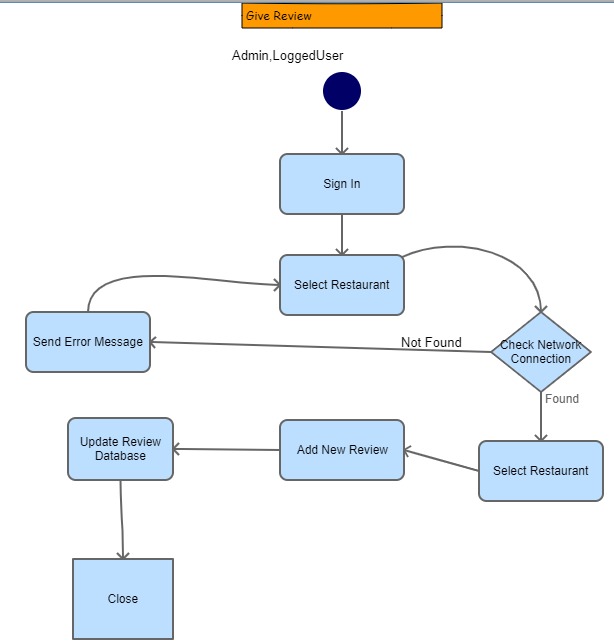 Give Review
Admin,LoggedUser
Sign In
Select Restaurant
Send Error Message
Not Found
Check Network
Connection
Found
Update Review
Database
Add New Review
Select Restaurant
Close